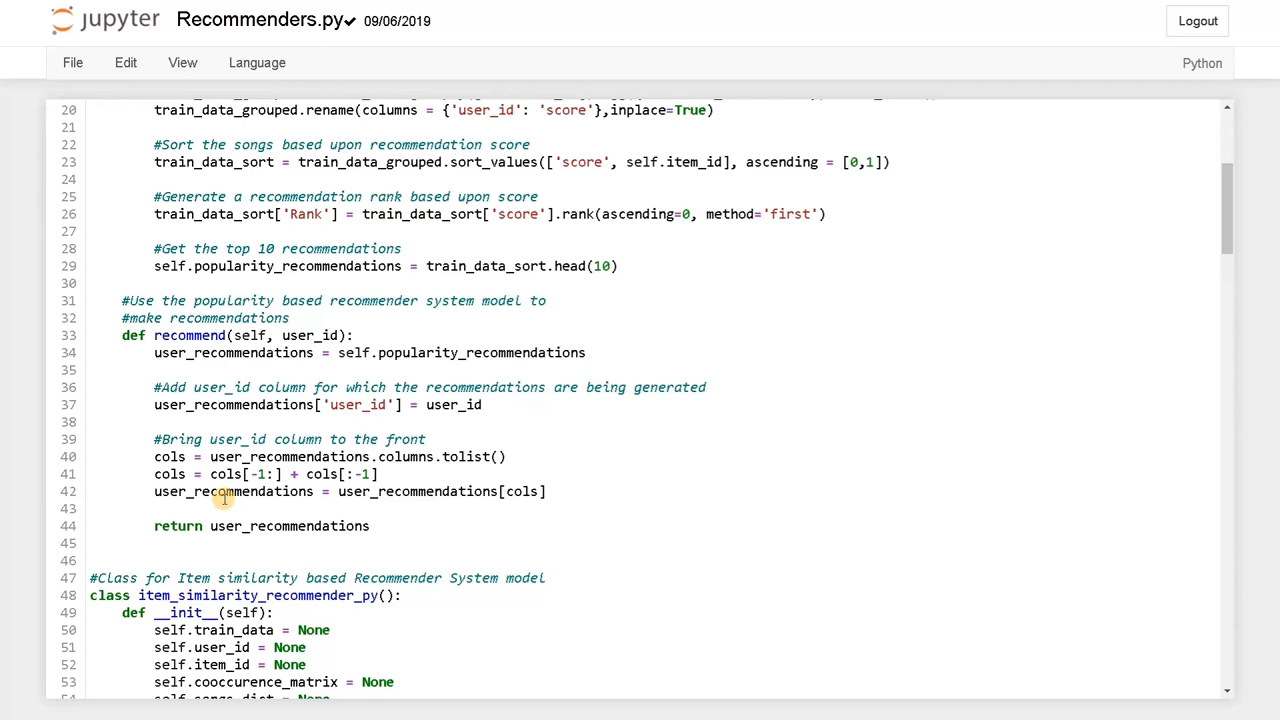 jupyter Recommenders.py✔ 09/06/2019
Logout
File Edit View Language
Python
20 train_data_grouped.rename(columns = {'user_id': 'score'},inplace=True)
21
22 #Sort the songs based upon recommendation score
23 train_data_sort = train_data_grouped.sort_values(['score', self.item_id], ascending = [0,1])
24
25 #Generate a recommendation rank based upon score
26 train_data_sort['Rank'] = train_data_sort['score'].rank(ascending=0, method='first')
27
28 #Get the top 10 recommendations
29 self.popularity_recommendations = train_data_sort.head(10)
30
31 #Use the popularity based recommender system model to
32 #make recommendations
33 def recommend(self, user_id):
34 user_recommendations = self.popularity_recommendations
35
36 #Add user_id column for which the recommendations are being generated
37 user_recommendations['user_id'] = user_id
38
39 #Bring user_id column to the front
40 cols = user_recommendations.columns.tolist()
41 cols = cols[-1:] + cols[:-1]
42 user_recommendations = user_recommendations[cols]
43
44 return user_recommendations
45
46
47 #Class for Item similarity based Recommender System model
48 class item_similarity_recommender_py():
49 def __init__(self):
50 self.train_data = None
51 self.user_id = None
52 self.item_id = None
53 self.cooccurence_matrix = None